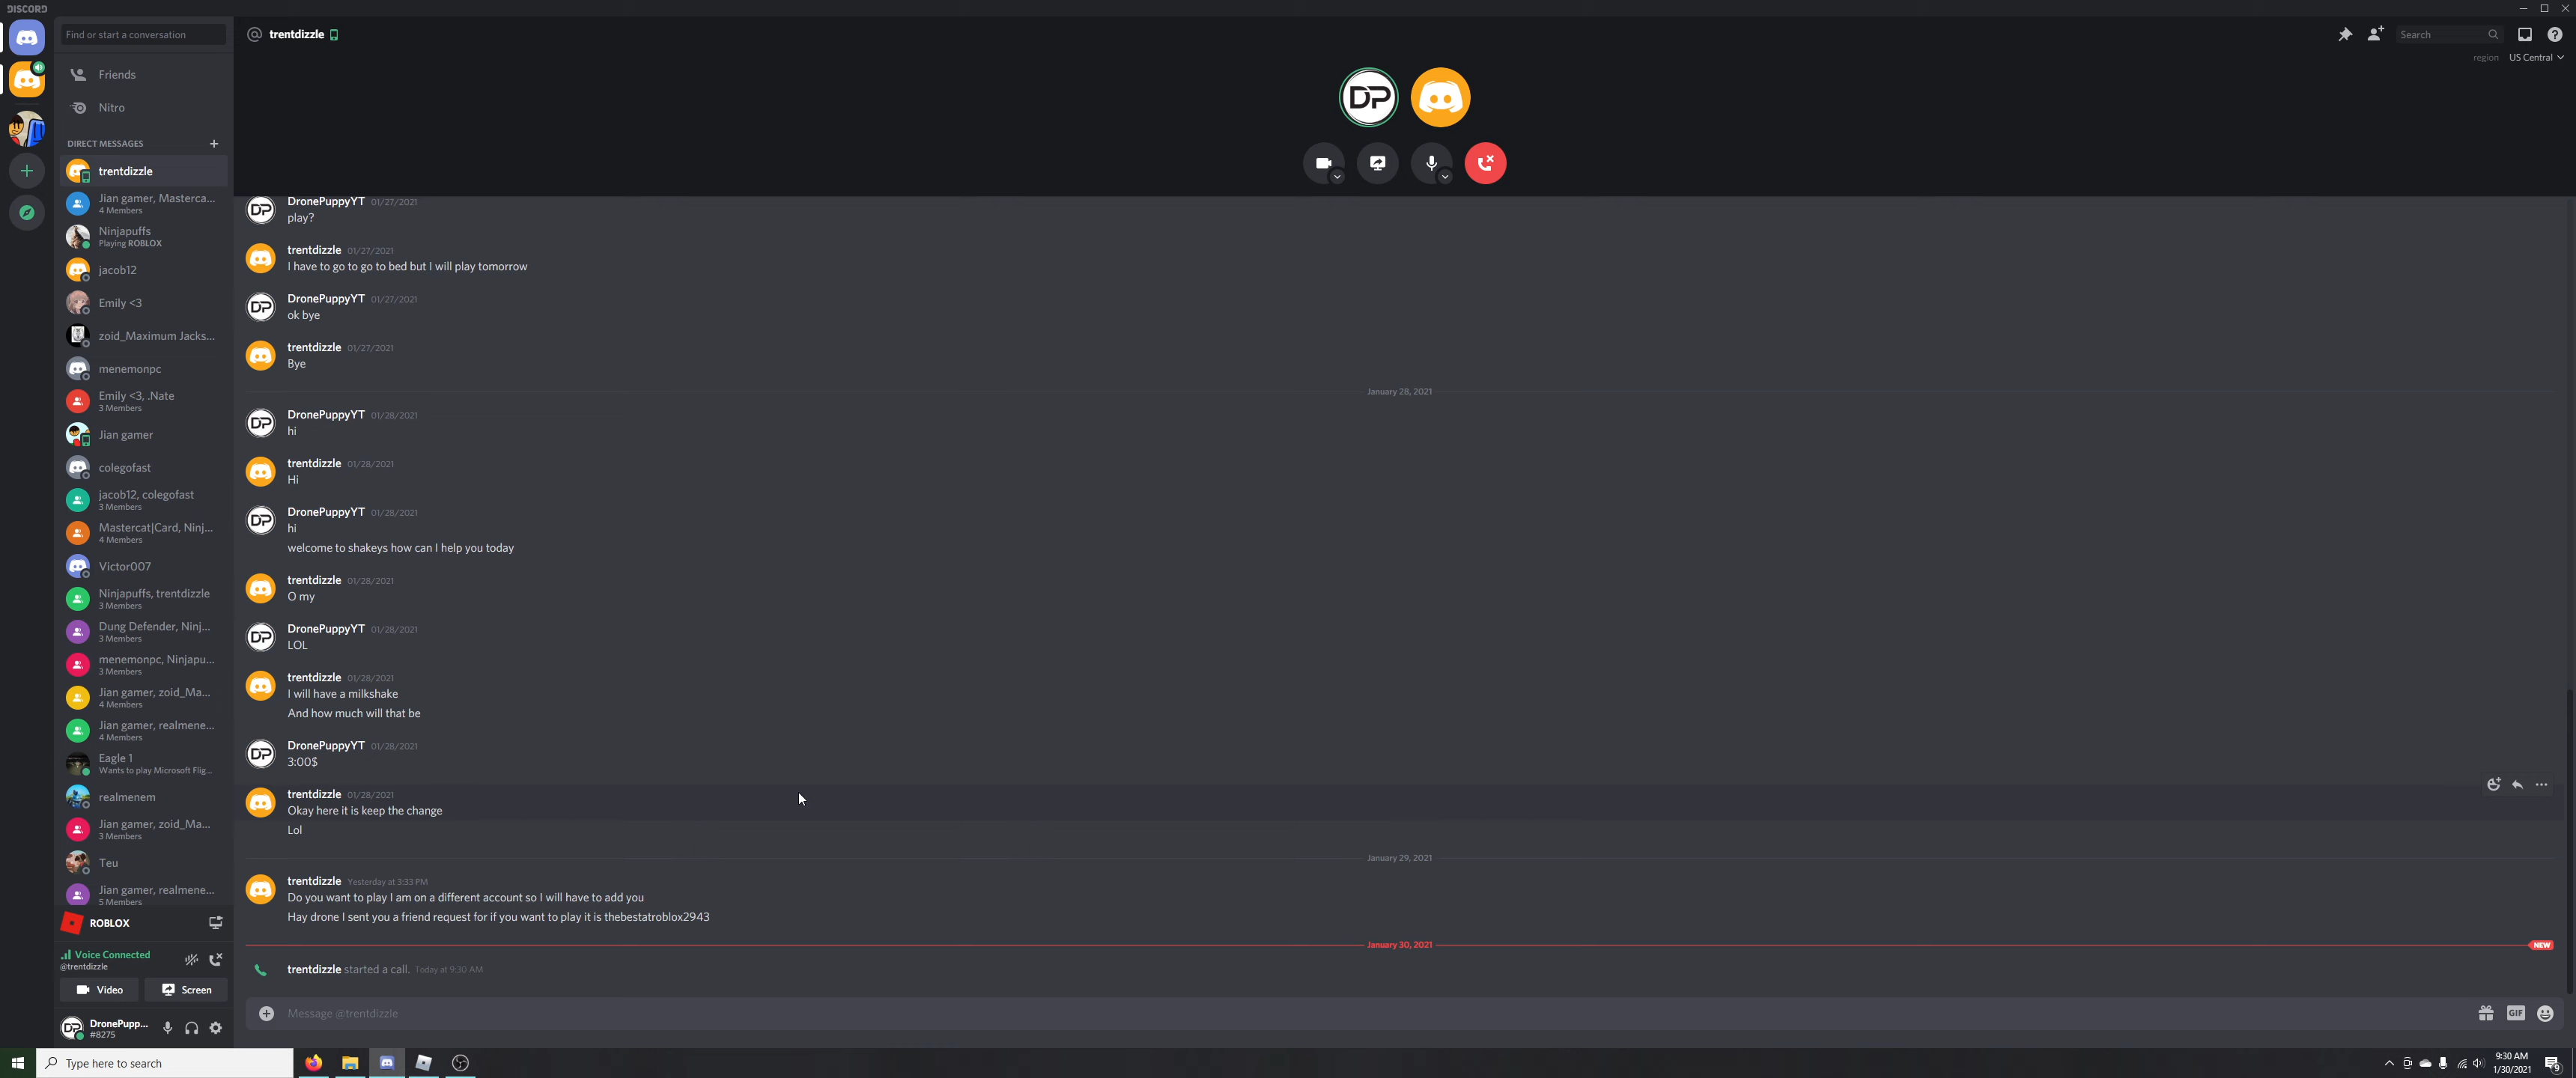 DISCORD
Find or start a conversation
Friends
Nitro
DIRECT MESSAGES
trentdizzle
Jian gamer, Masterca...
4 Members
Ninjapuffs
Playing ROBLOX
jacob12
Emily <3
zoid_Maximum Jacks...
menemonpc
Emily <3, .Nate
3 Members
Jian gamer
colegofast
jacob12, colegofast
3 Members
Mastercat|Card, Ninj...
4 Members
Victor007
Ninjapuffs, trentdizzle
3 Members
Dung Defender, Ninj...
3 Members
menemonpc, Ninjapu...
3 Members
Jian gamer, zoid_Ma...
4 Members
Jian gamer, realmene...
4 Members
Eagle 1
Wants to play Microsoft Flig...
realmenem
Jian gamer, zoid_Ma...
3 Members
Teu
Jian gamer, realmene...
5 Members
ROBLOX
Voice Connected
@trentdizzle
Video
Screen
DronePupp...
#8275
trentdizzle
Search
region US Central
DP
DronePuppyYT 01/27/2021
play?
trentdizzle 01/27/2021
I have to go to go to bed but I will play tomorrow
DronePuppyYT 01/27/2021
ok bye
trentdizzle 01/27/2021
Bye
January 28, 2021
DronePuppyYT 01/28/2021
hi
trentdizzle 01/28/2021
Hi
DronePuppyYT 01/28/2021
hi
welcome to shakeys how can I help you today
trentdizzle 01/28/2021
O my
DronePuppyYT 01/28/2021
LOL
trentdizzle 01/28/2021
I will have a milkshake
And how much will that be
DronePuppyYT 01/28/2021
3:00$
trentdizzle 01/28/2021
Okay here it is keep the change
Lol
January 29, 2021
trentdizzle Yesterday at 3:33 PM
Do you want to play I am on a different account so I will have to add you
Hay drone I sent you a friend request for if you want to play it is thebestatroblox2943
January 30, 2021
NEW
trentdizzle started a call. Today at 9:30 AM
Message @trentdizzle
GIF
Type here to search
9:30 AM
1/30/2021
9